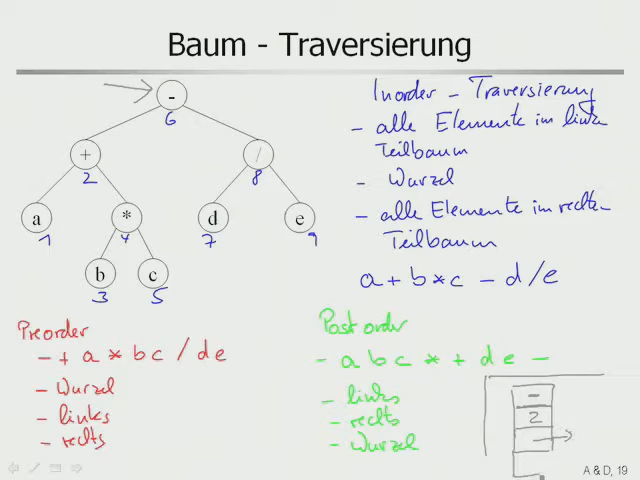 Baum - Traversierung
-
6
+
2
/
8
a
1
*
4
d
7
e
9
b
3
c
5
Inorder - Traversierung
- alle Elemente im linken
Teilbaum
- Wurzel
- alle Elemente im rechten
Teilbaum
a + b * c - d / e
Preorder
- + a * b c / d e
- Wurzel
- links
- rechts
Postorder
- a b c * + d e -
- links
- rechts
- Wurzel
-
2
A & D, 19